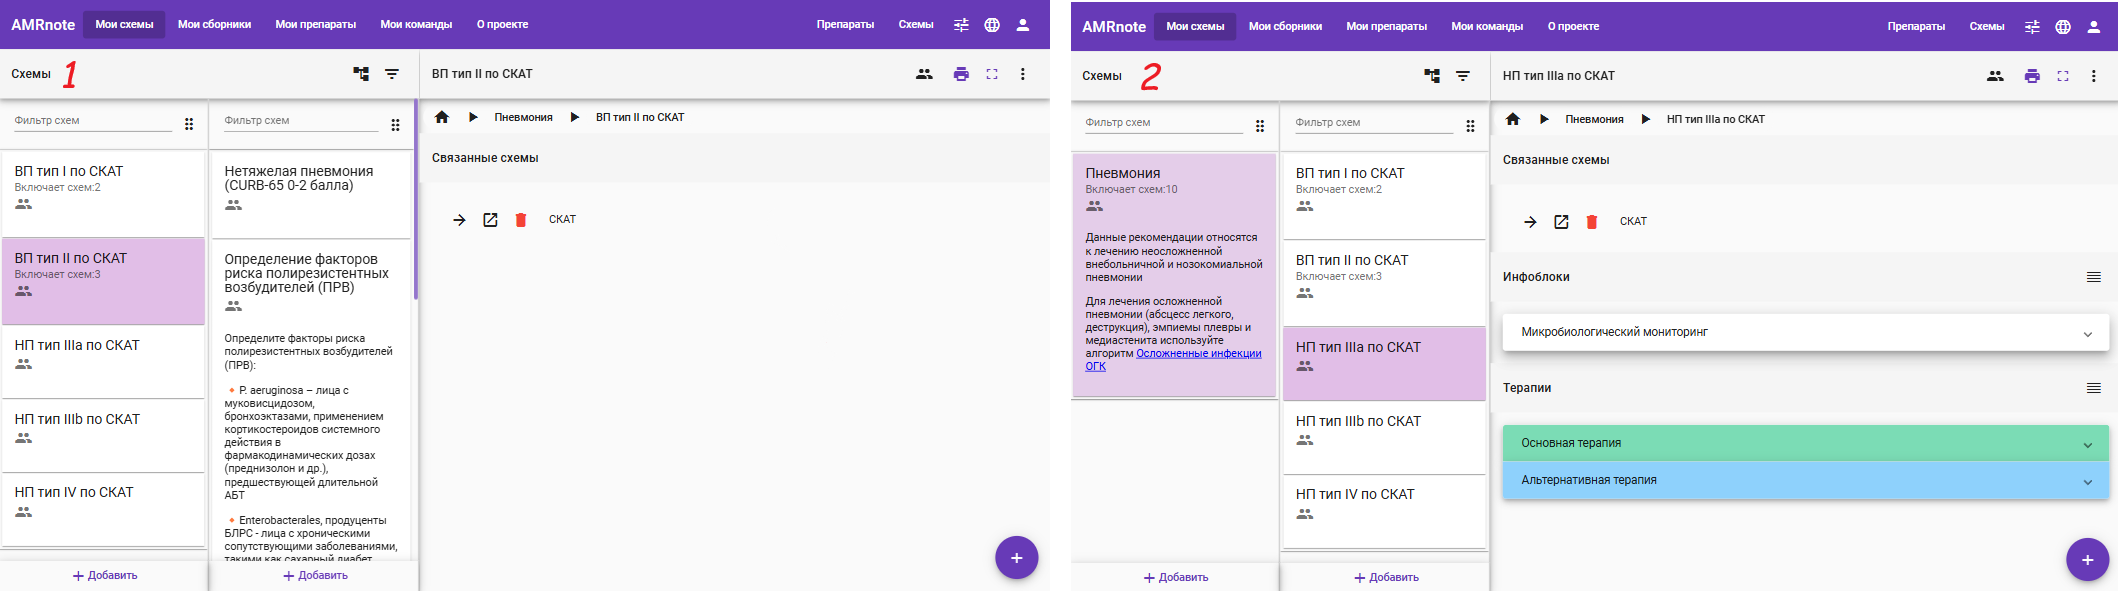 AMRnote Мои схемы Мои сборники Мои препараты Мои команды О проекте Препараты Схемы
Схемы 1
ВП тип II по СКАТ
Фильтр схем
Фильтр схем
Пневмония ВП тип II по СКАТ
Связанные схемы
СКАТ
ВП тип I по СКАТ
Включает схем:2
ВП тип II по СКАТ
Включает схем:3
НП тип IIIa по СКАТ
НП тип IIIb по СКАТ
НП тип IV по СКАТ
+ Добавить
Нетяжелая пневмония
(CURB-65 0-2 балла)
Определение факторов
риска полирезистентных
возбудителей (ПРВ)
Определите факторы риска
полирезистентных возбудителей
(ПРВ):
P. aeruginosa – лица с
муковисцидозом,
бронхоэктазами, применением
кортикостероидов системного
действия в
фармакодинамических дозах
(преднизолон и др.),
предшествующей длительной
АБТ
Enterobacterales, продуценты
БЛРС - лица с хроническими
сопутствующими заболеваниями,
такими как сахарный диабет,
+ Добавить
+
AMRnote Мои схемы Мои сборники Мои препараты Мои команды О проекте Препараты Схемы
Схемы 2
НП тип IIIa по СКАТ
Фильтр схем
Фильтр схем
Пневмония НП тип IIIa по СКАТ
Связанные схемы
СКАТ
Инфоблоки
Микробиологический мониторинг
Терапии
Основная терапия
Альтернативная терапия
Пневмония
Включает схем:10
Данные рекомендации относятся
к лечению неосложненной
внебольничной и нозокомиальной
пневмонии
Для лечения осложненной
пневмонии (абсцесс легкого,
деструкция), эмпиемы плевры и
медиастенита используйте
алгоритм Осложненные инфекции
ОГК
+ Добавить
ВП тип I по СКАТ
Включает схем:2
ВП тип II по СКАТ
Включает схем:3
НП тип IIIa по СКАТ
НП тип IIIb по СКАТ
НП тип IV по СКАТ
+ Добавить
+